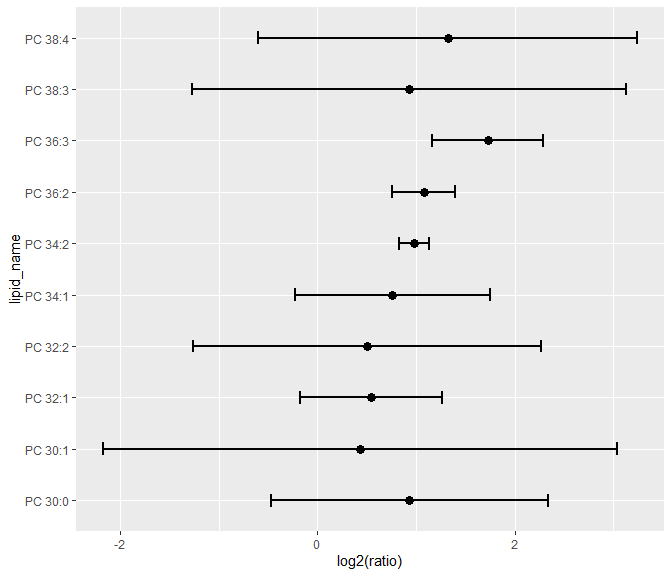 PC 38:4
PC 38:3
PC 36:3
PC 36:2
PC 34:2
lipid_name
PC 34:1
PC 32:2
PC 32:1
PC 30:1
PC 30:0
-2 0 2
log2(ratio)